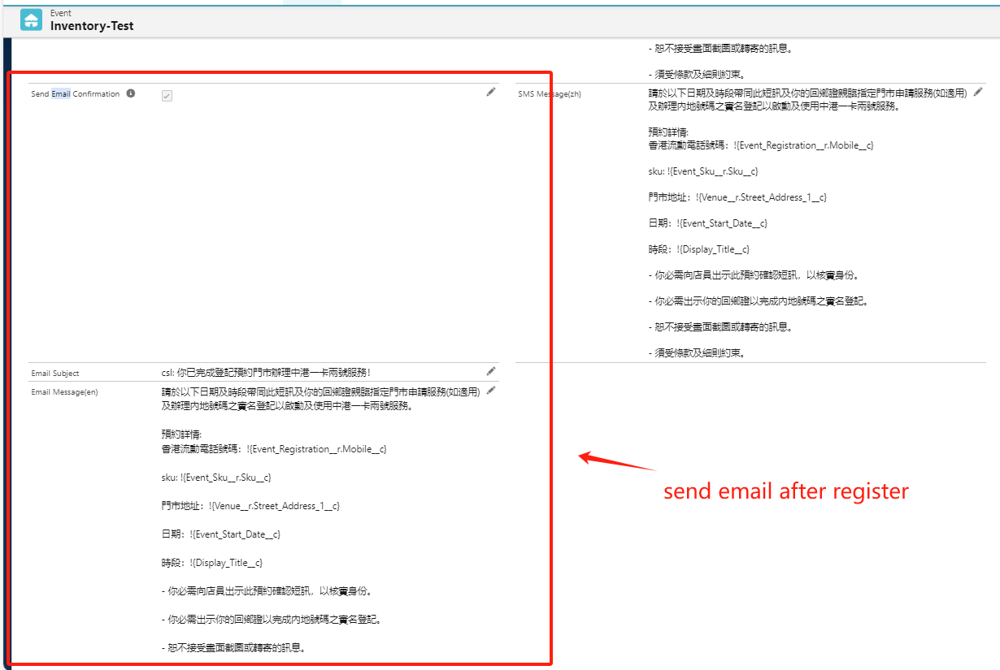 Event
Inventory-Test
- 恕不接受畫面截圖或轉寄的訊息。
- 須受條款及細則約束。
Send Email Confirmation
SMS Message(zh)
請於以下日期及時段帶同此短訊及你的回鄉證親臨指定門市申請服務(如適用)
及辦理內地號碼之實名登記以啟動及使用中港一卡兩號服務。
預約詳情:
香港流動電話號碼：!{Event_Registration__r.Mobile__c}
sku: !{Event_Sku__r.Sku__c}
門市地址：!{Venue__r.Street_Address_1__c}
日期：!{Event_Start_Date__c}
時段：!{Display_Title__c}
- 你必需向店員出示此預約確認短訊，以核實身份。
- 你必需出示你的回鄉證以完成內地號碼之實名登記。
- 恕不接受畫面截圖或轉寄的訊息。
- 須受條款及細則約束。
Email Subject
csl: 你已完成登記預約門市辦理中港一卡兩號服務!
Email Message(en)
請於以下日期及時段帶同此短訊及你的回鄉證親臨指定門市申請服務(如適用)
及辦理內地號碼之實名登記以啟動及使用中港一卡兩號服務。
預約詳情:
香港流動電話號碼：!{Event_Registration__r.Mobile__c}
sku: !{Event_Sku__r.Sku__c}
門市地址：!{Venue__r.Street_Address_1__c}
日期：!{Event_Start_Date__c}
時段：!{Display_Title__c}
- 你必需向店員出示此預約確認短訊，以核實身份。
- 你必需出示你的回鄉證以完成內地號碼之實名登記。
- 恕不接受畫面截圖或轉寄的訊息。
send email after register